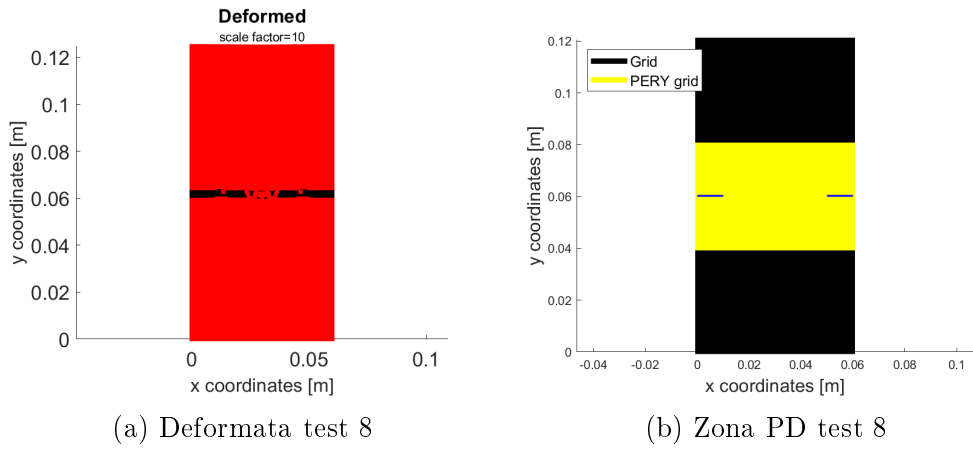 Deformed
scale factor=10
0.12
0.1
0.08
0.06
0.04
0.02
0
y coordinates [m]
0
0.05
0.1
x coordinates [m]
(a) Deformata test 8
Grid
PERY grid
0.12
0.1
0.08
0.06
0.04
0.02
0
y coordinates [m]
-0.04
-0.02
0
0.02
0.04
0.06
0.08
0.1
x coordinates [m]
(b) Zona PD test 8